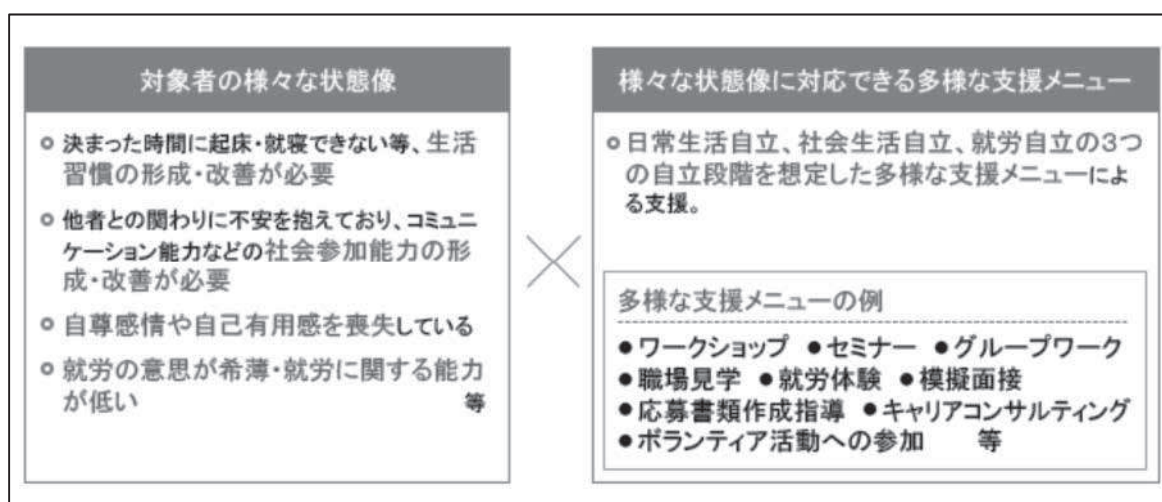 対象者の様々な状態像
決まった時間に起床・就寝できない等、生活
習慣の形成・改善が必要
他者との関わりに不安を抱えており、コミュニ
ケーション能力などの社会参加能力の形
成・改善が必要
自尊感情や自己有用感を喪失している
就労の意思が希薄・就労に関する能力
が低い 等
様々な状態像に対応できる多様な支援メニュー
日常生活自立、社会生活自立、就労自立の3つ
の自立段階を想定した多様な支援メニューによ
る支援。
多様な支援メニューの例
●ワークショップ ●セミナー ●グループワーク
●職場見学 ●就労体験 ●模擬面接
●応募書類作成指導 ●キャリアコンサルティング
●ボランティア活動への参加 等